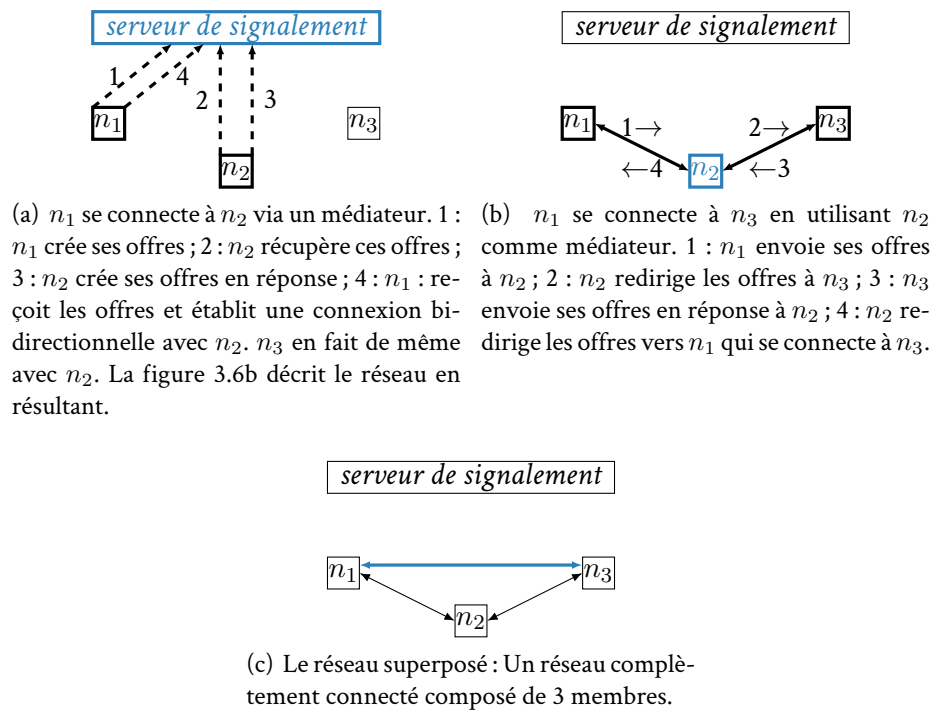 serveur de signalement
1
4
2
3
n1
n3
n2
(a) n1 se connecte à n2 via un médiateur. 1 :
n1 crée ses offres ; 2 : n2 récupère ces offres ;
3 : n2 crée ses offres en réponse ; 4 : n1 : re-
çoit les offres et établit une connexion bi-
directionnelle avec n2. n3 en fait de même
avec n2. La figure 3.6b décrit le réseau en
résultant.
serveur de signalement
n1
n3
1→
2→
←4
←3
n2
(b) n1 se connecte à n3 en utilisant n2
comme médiateur. 1 : n1 envoie ses offres
à n2 ; 2 : n2 redirige les offres à n3 ; 3 : n3
envoie ses offres en réponse à n2 ; 4 : n2 re-
dirige les offres vers n1 qui se connecte à n3.
serveur de signalement
n1
n3
n2
(c) Le réseau superposé : Un réseau complè-
tement connecté composé de 3 membres.